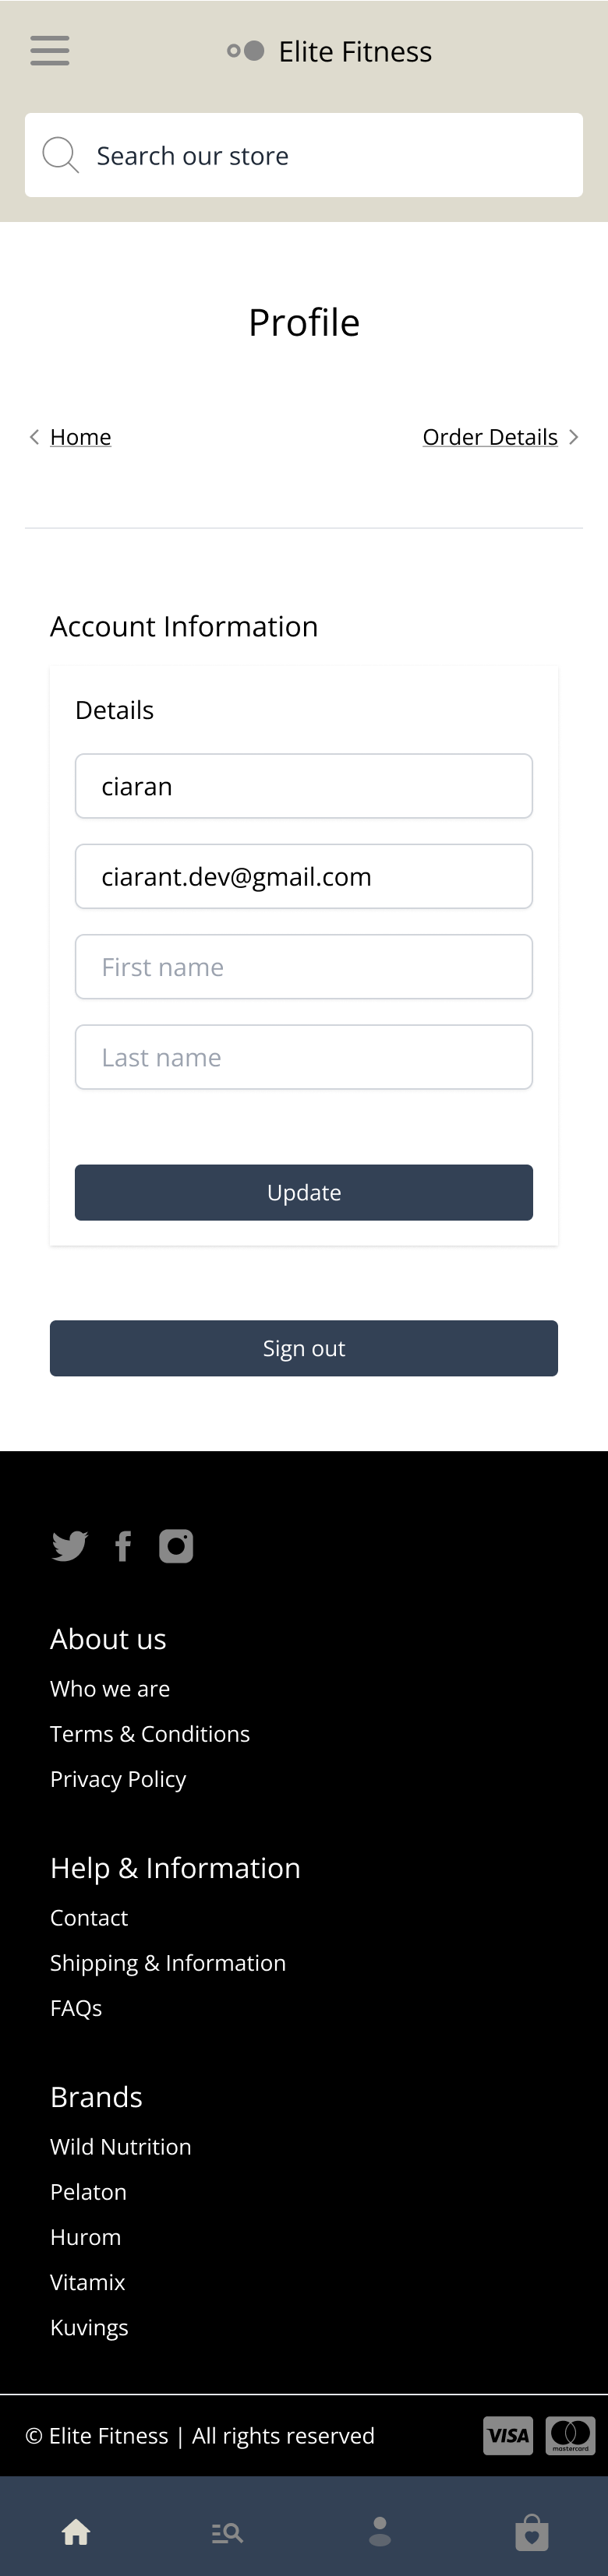 Elite Fitness
Search our store
Profile
Home
Order Details
Account Information
Details
ciaran
ciarant.dev@gmail.com
First name
Last name
Update
Sign out
About us
Who we are
Terms & Conditions
Privacy Policy
Help & Information
Contact
Shipping & Information
FAQs
Brands
Wild Nutrition
Pelaton
Hurom
Vitamix
Kuvings
© Elite Fitness | All rights reserved
VISA
mastercard